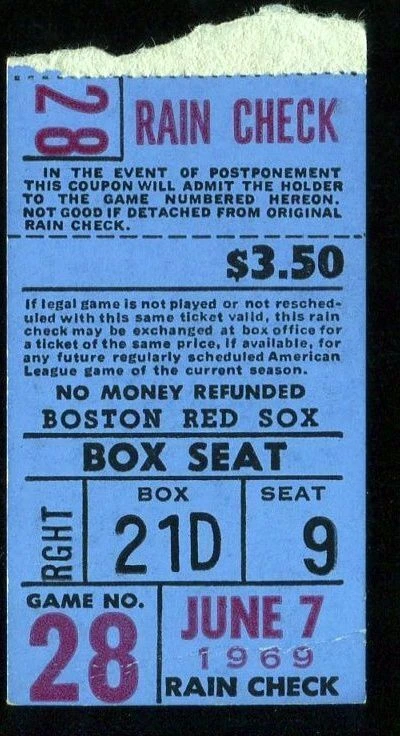 28
RAIN CHECK
IN THE EVENT OF POSTPONEMENT
THIS COUPON WILL ADMIT THE HOLDER
TO THE GAME NUMBERED HEREON.
NOT GOOD IF DETACHED FROM ORIGINAL
RAIN CHECK.
$3.50
If legal game is not played or not resched-
uled with this same ticket valid, this rain
check may be exchanged at box office for
a ticket of the same price, if available, for
any future regularly scheduled American
League game of the current season.
NO MONEY REFUNDED
BOSTON RED SOX
BOX SEAT
RGHT
BOX
21D
SEAT
9
GAME NO.
28
JUNE 7
1969
RAIN CHECK